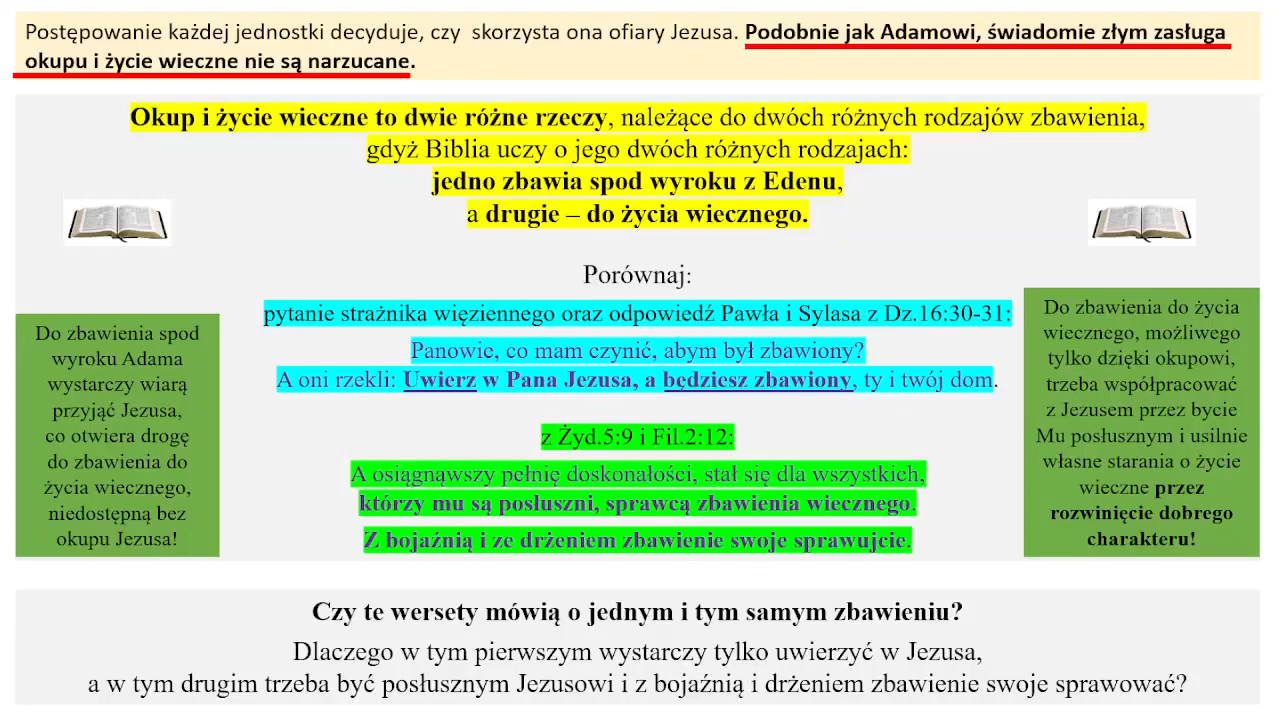 Postępowanie każdej jednostki decyduje, czy skorzysta ona ofiary Jezusa. Podobnie jak Adamowi, świadomie złym zasługa
okupu i życie wieczne nie są narzucane.
Okup i życie wieczne to dwie różne rzeczy, należące do dwóch różnych rodzajów zbawienia,
gdyż Biblia uczy o jego dwóch różnych rodzajach:
jedno zbawia spod wyroku z Edenu,
a drugie – do życia wiecznego.
Porównaj:
pytanie strażnika więziennego oraz odpowiedź Pawła i Sylasa z Dz.16:30-31:
Panowie, co mam czynić, abym był zbawiony?
A oni rzekli: Uwierz w Pana Jezusa, a będziesz zbawiony, ty i twój dom.
z Żyd.5:9 i Fil.2:12:
A osiągnąwszy pełnię doskonałości, stał się dla wszystkich,
którzy mu są posłuszni, sprawcą zbawienia wiecznego.
Z bojaźnią i ze drżeniem zbawienie swoje sprawujcie.
Do zbawienia spod
wyroku Adama
wystarczy wiarą
przyjąć Jezusa,
co otwiera drogę
do zbawienia do
życia wiecznego,
niedostępną bez
okupu Jezusa!
Do zbawienia do życia
wiecznego, możliwego
tylko dzięki okupowi,
trzeba współpracować
z Jezusem przez bycie
Mu posłusznym i usilnie
własne starania o życie
wieczne przez
rozwinięcie dobrego
charakteru!
Czy te wersety mówią o jednym i tym samym zbawieniu?
Dlaczego w tym pierwszym wystarczy tylko uwierzyć w Jezusa,
a w tym drugim trzeba być posłusznym Jezusowi i z bojaźnią i drżeniem zbawienie swoje sprawować?